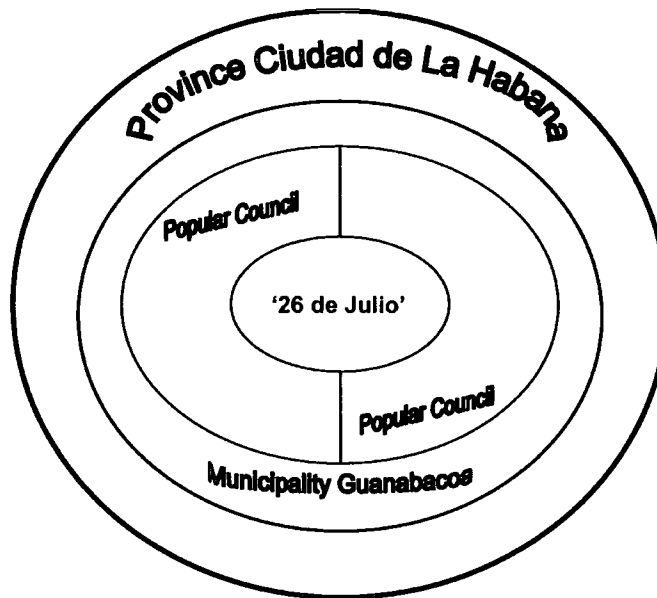 Province Ciudad de La Habana
Popular Council
‘26 de Julio’
Popular Council
Municipality Guanabacoa